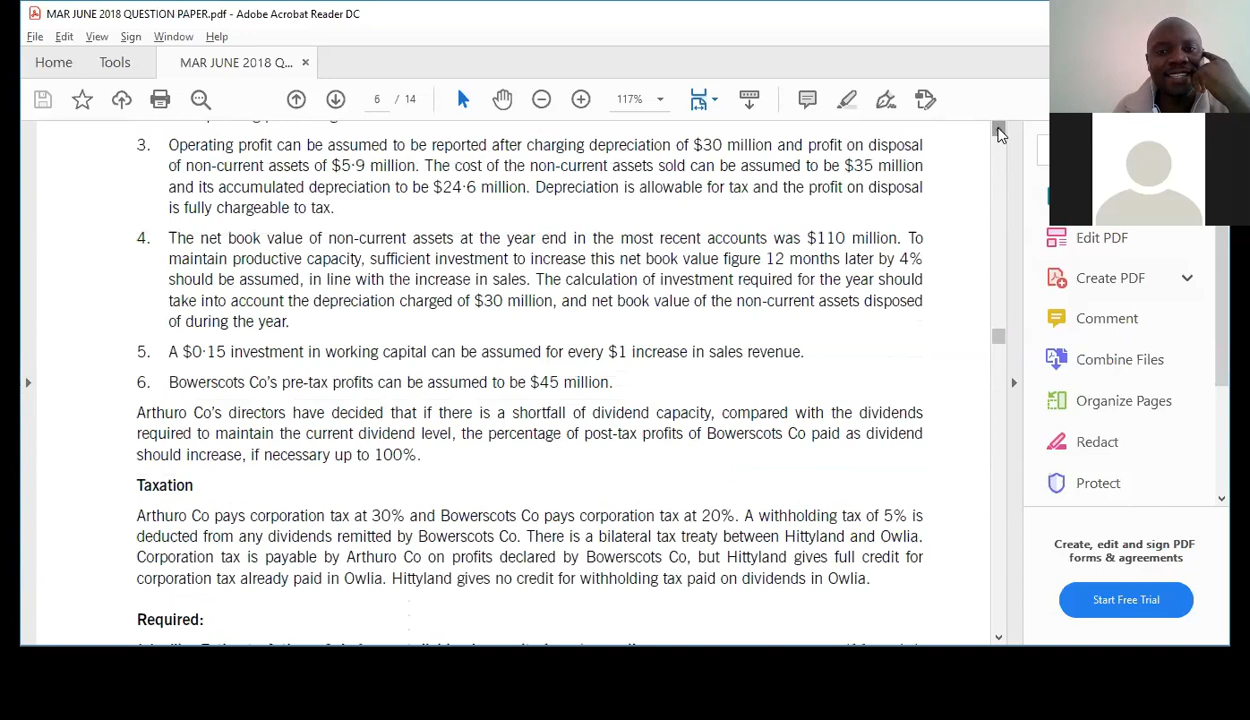 MAR JUNE 2018 QUESTION PAPER.pdf - Adobe Acrobat Reader DC
File Edit View Sign Window Help
Home Tools MAR JUNE 2018 Q... ×
6 / 14 117%
3. Operating profit can be assumed to be reported after charging depreciation of $30 million and profit on disposal
of non-current assets of $5·9 million. The cost of the non-current assets sold can be assumed to be $35 million
and its accumulated depreciation to be $24·6 million. Depreciation is allowable for tax and the profit on disposal
is fully chargeable to tax.
4. The net book value of non-current assets at the year end in the most recent accounts was $110 million. To
maintain productive capacity, sufficient investment to increase this net book value figure 12 months later by 4%
should be assumed, in line with the increase in sales. The calculation of investment required for the year should
take into account the depreciation charged of $30 million, and net book value of the non-current assets disposed
of during the year.
5. A $0·15 investment in working capital can be assumed for every $1 increase in sales revenue.
6. Bowerscots Co's pre-tax profits can be assumed to be $45 million.
Arthuro Co's directors have decided that if there is a shortfall of dividend capacity, compared with the dividends
required to maintain the current dividend level, the percentage of post-tax profits of Bowerscots Co paid as dividend
should increase, if necessary up to 100%.
Taxation
Arthuro Co pays corporation tax at 30% and Bowerscots Co pays corporation tax at 20%. A withholding tax of 5% is
deducted from any dividends remitted by Bowerscots Co. There is a bilateral tax treaty between Hittyland and Owlia.
Corporation tax is payable by Arthuro Co on profits declared by Bowerscots Co, but Hittyland gives full credit for
corporation tax already paid in Owlia. Hittyland gives no credit for withholding tax paid on dividends in Owlia.
Required:
Edit PDF
Create PDF
Comment
Combine Files
Organize Pages
Redact
Protect
Create, edit and sign PDF
forms & agreements
Start Free Trial